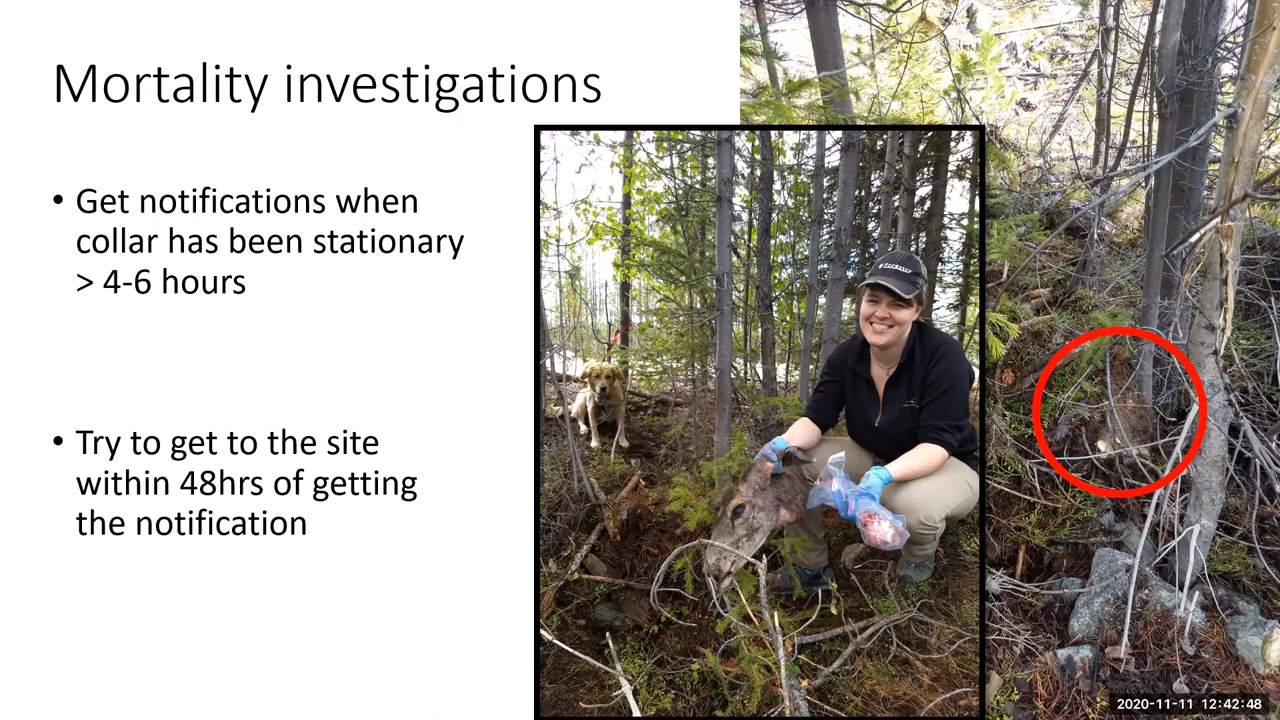 Mortality investigations
• Get notifications when
collar has been stationary
> 4-6 hours
• Try to get to the site
within 48hrs of getting
the notification
2020-11-11 12:42:48